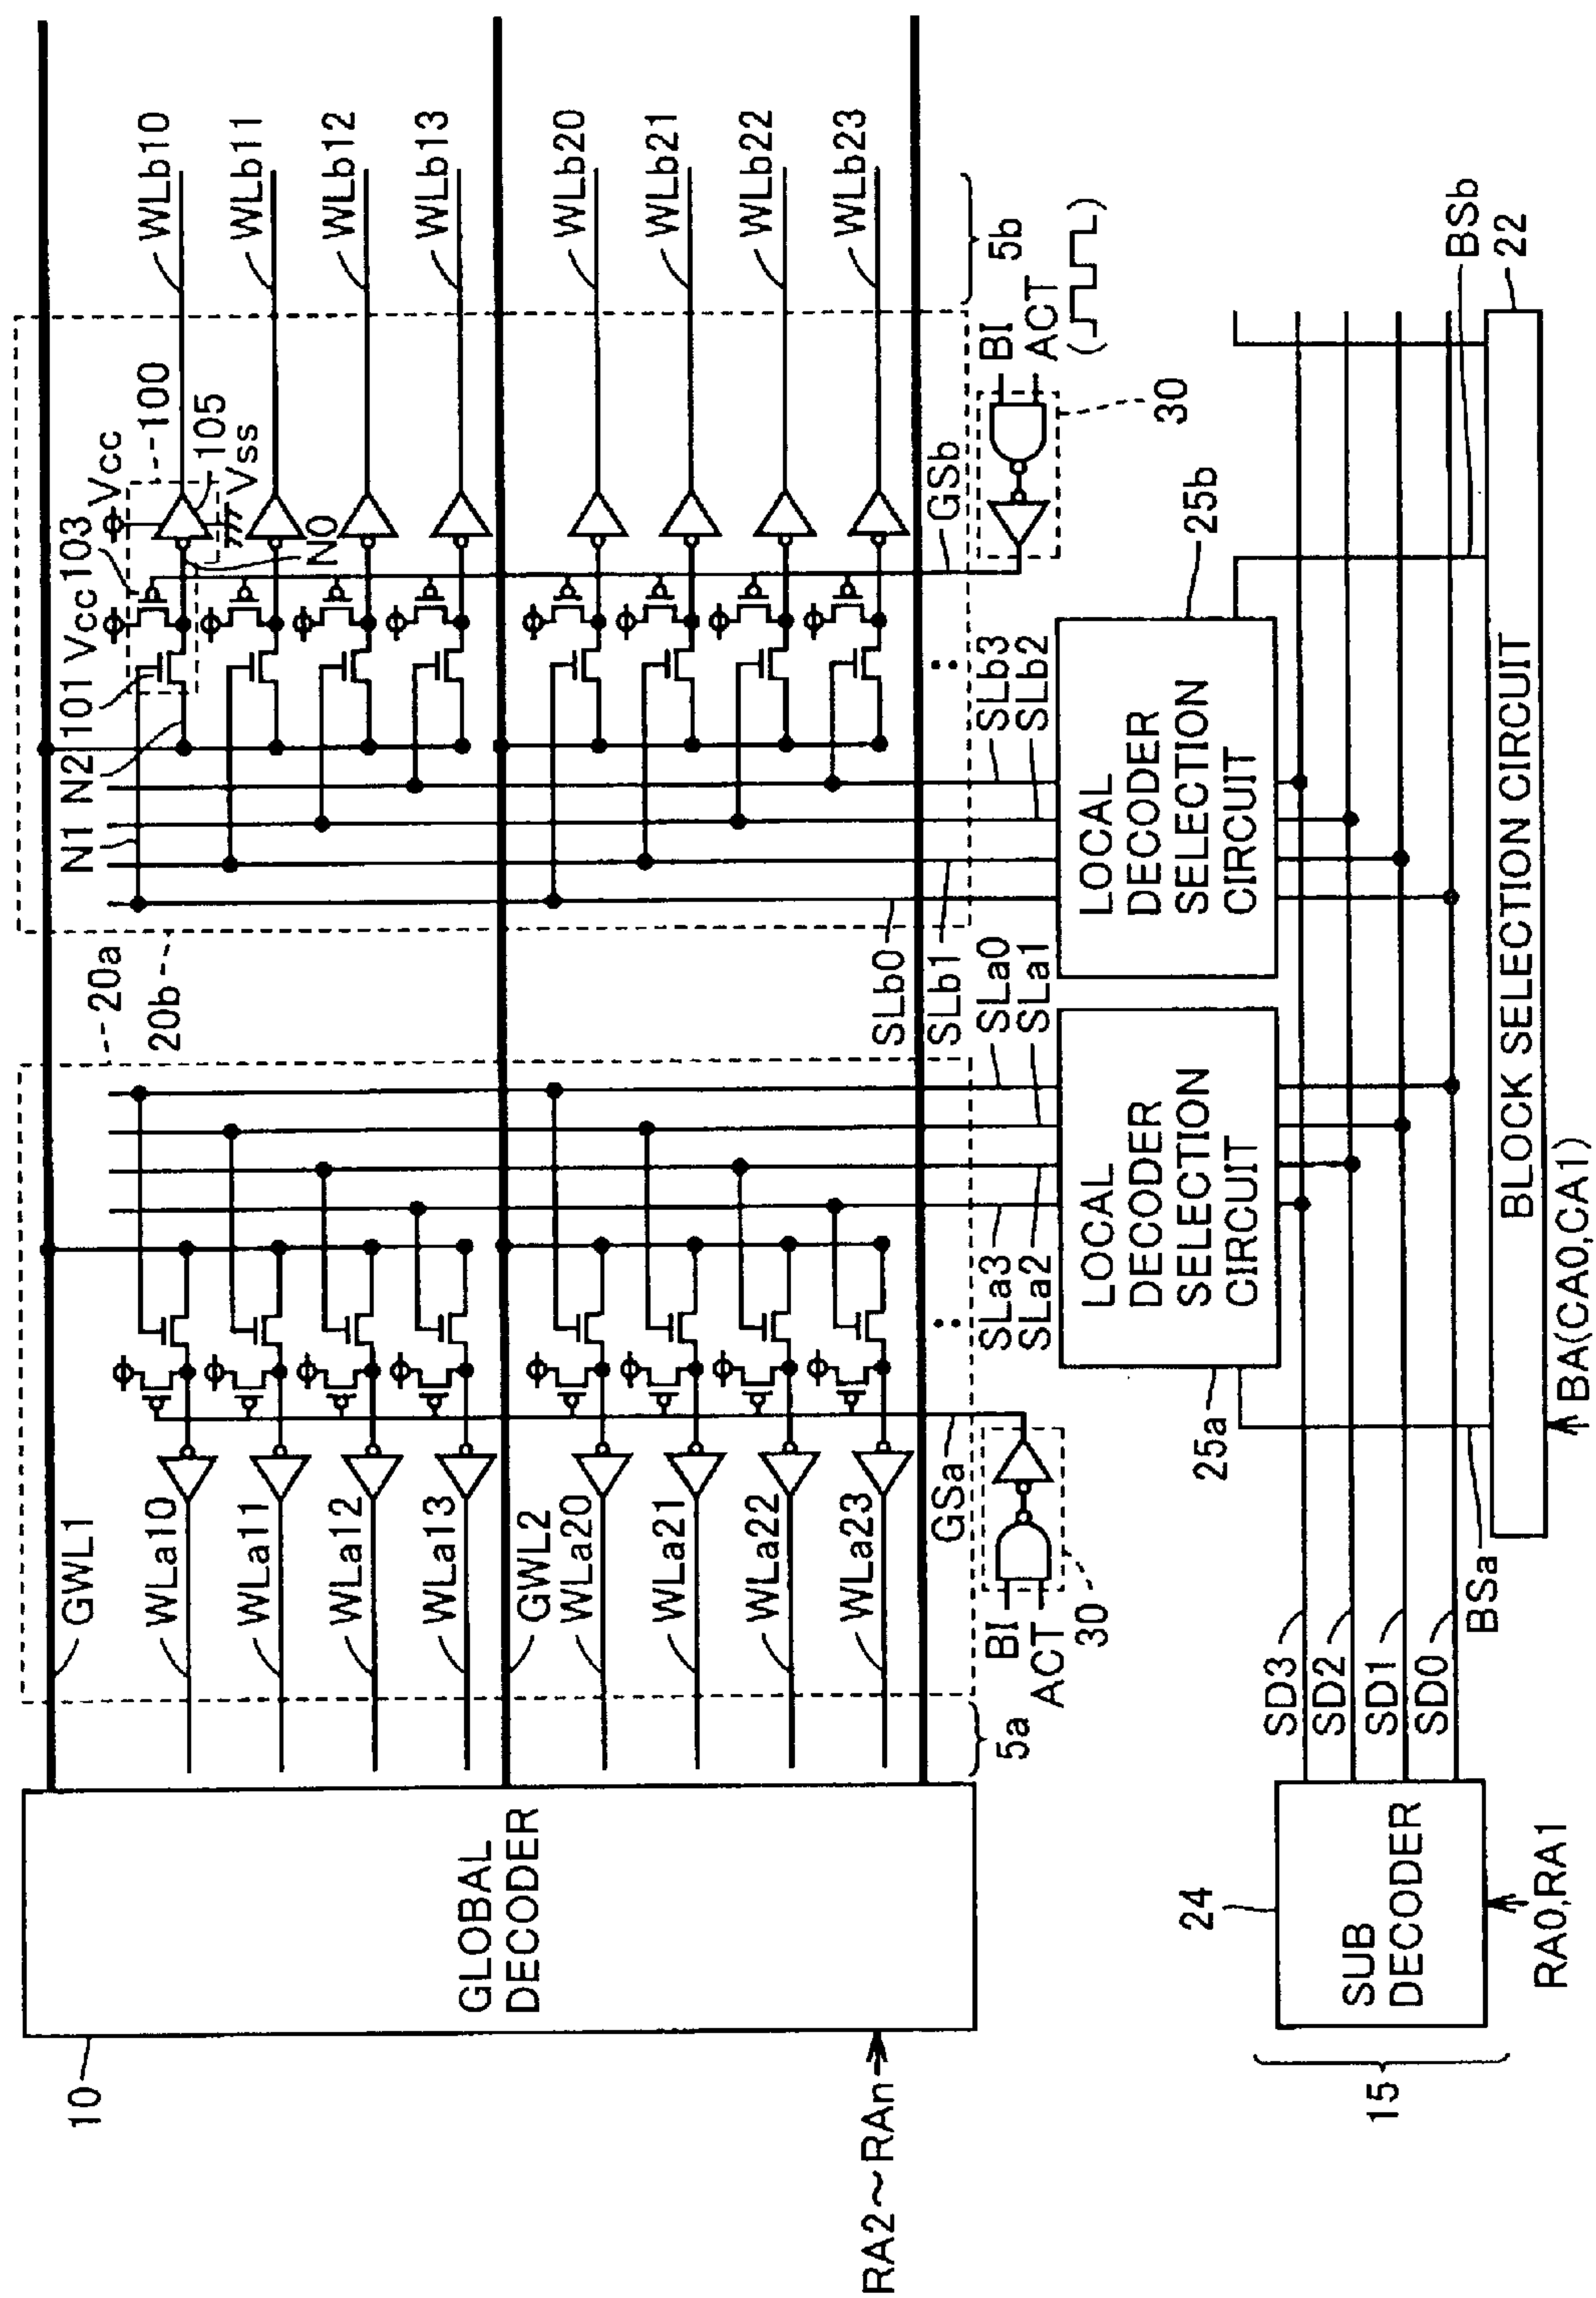 10
GLOBAL
DECODER
RA2~RAn
GWL1
WLa10
WLa11
WLa12
WLa13
GWL2
WLa20
WLa21
WLa22
WLa23
5a
20a
20b
N1
N2
101
Vcc
103
Vcc
100
105
Vss
N0
WLb10
WLb11
WLb12
WLb13
WLb20
WLb21
WLb22
WLb23
5b
GSa
BI
ACT
30
SLa3
SLa2
SLa0
SLa1
SLb0
SLb1
SLb3
SLb2
GSb
BI
ACT
30
25a
LOCAL
DECODER
SELECTION
CIRCUIT
25b
LOCAL
DECODER
SELECTION
CIRCUIT
15
24
SUB
DECODER
RA0,RA1
SD3
SD2
SD1
SD0
BSa
BSb
22
BLOCK SELECTION CIRCUIT
BA(CA0,CA1)